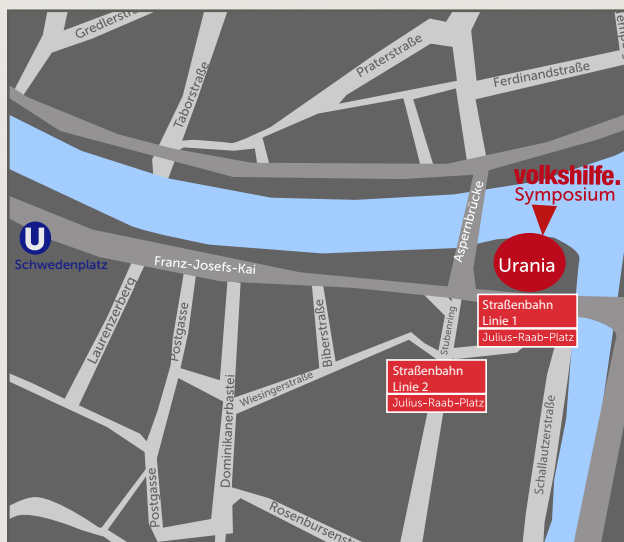 Gredlerstr
Taborstraße
Praterstraße
Ferdinandstraße
volkshilfe.
Symposium
Aspernbrücke
U
Schwedenplatz
Franz-Josefs-Kai
Urania
Straßenbahn
Linie 1
Julius-Raab-Platz
Laurenzerberg
Postgasse
Biberstraße
Stubenring
Straßenbahn
Linie 2
Julius-Raab-Platz
Wiesingerstraße
Dominikanerbastei
Schallautzerstraße
Postgasse
Rosenbursenstr